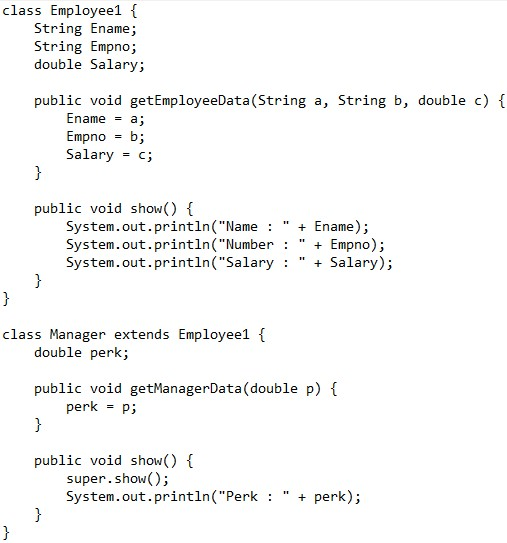 class Employee1 {
    String Ename;
    String Empno;
    double Salary;

    public void getEmployeeData(String a, String b, double c) {
        Ename = a;
        Empno = b;
        Salary = c;
    }

    public void show() {
        System.out.println("Name : " + Ename);
        System.out.println("Number : " + Empno);
        System.out.println("Salary : " + Salary);
    }
}

class Manager extends Employee1 {
    double perk;

    public void getManagerData(double p) {
        perk = p;
    }

    public void show() {
        super.show();
        System.out.println("Perk : " + perk);
    }
}